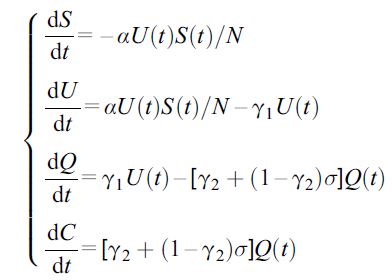 dS/dt = −αU(t)S(t)/N
dU/dt = αU(t)S(t)/N − γ₁U(t)
dQ/dt = γ₁U(t) − [γ₂ + (1 − γ₂)σ]Q(t)
dC/dt = [γ₂ + (1 − γ₂)σ]Q(t)